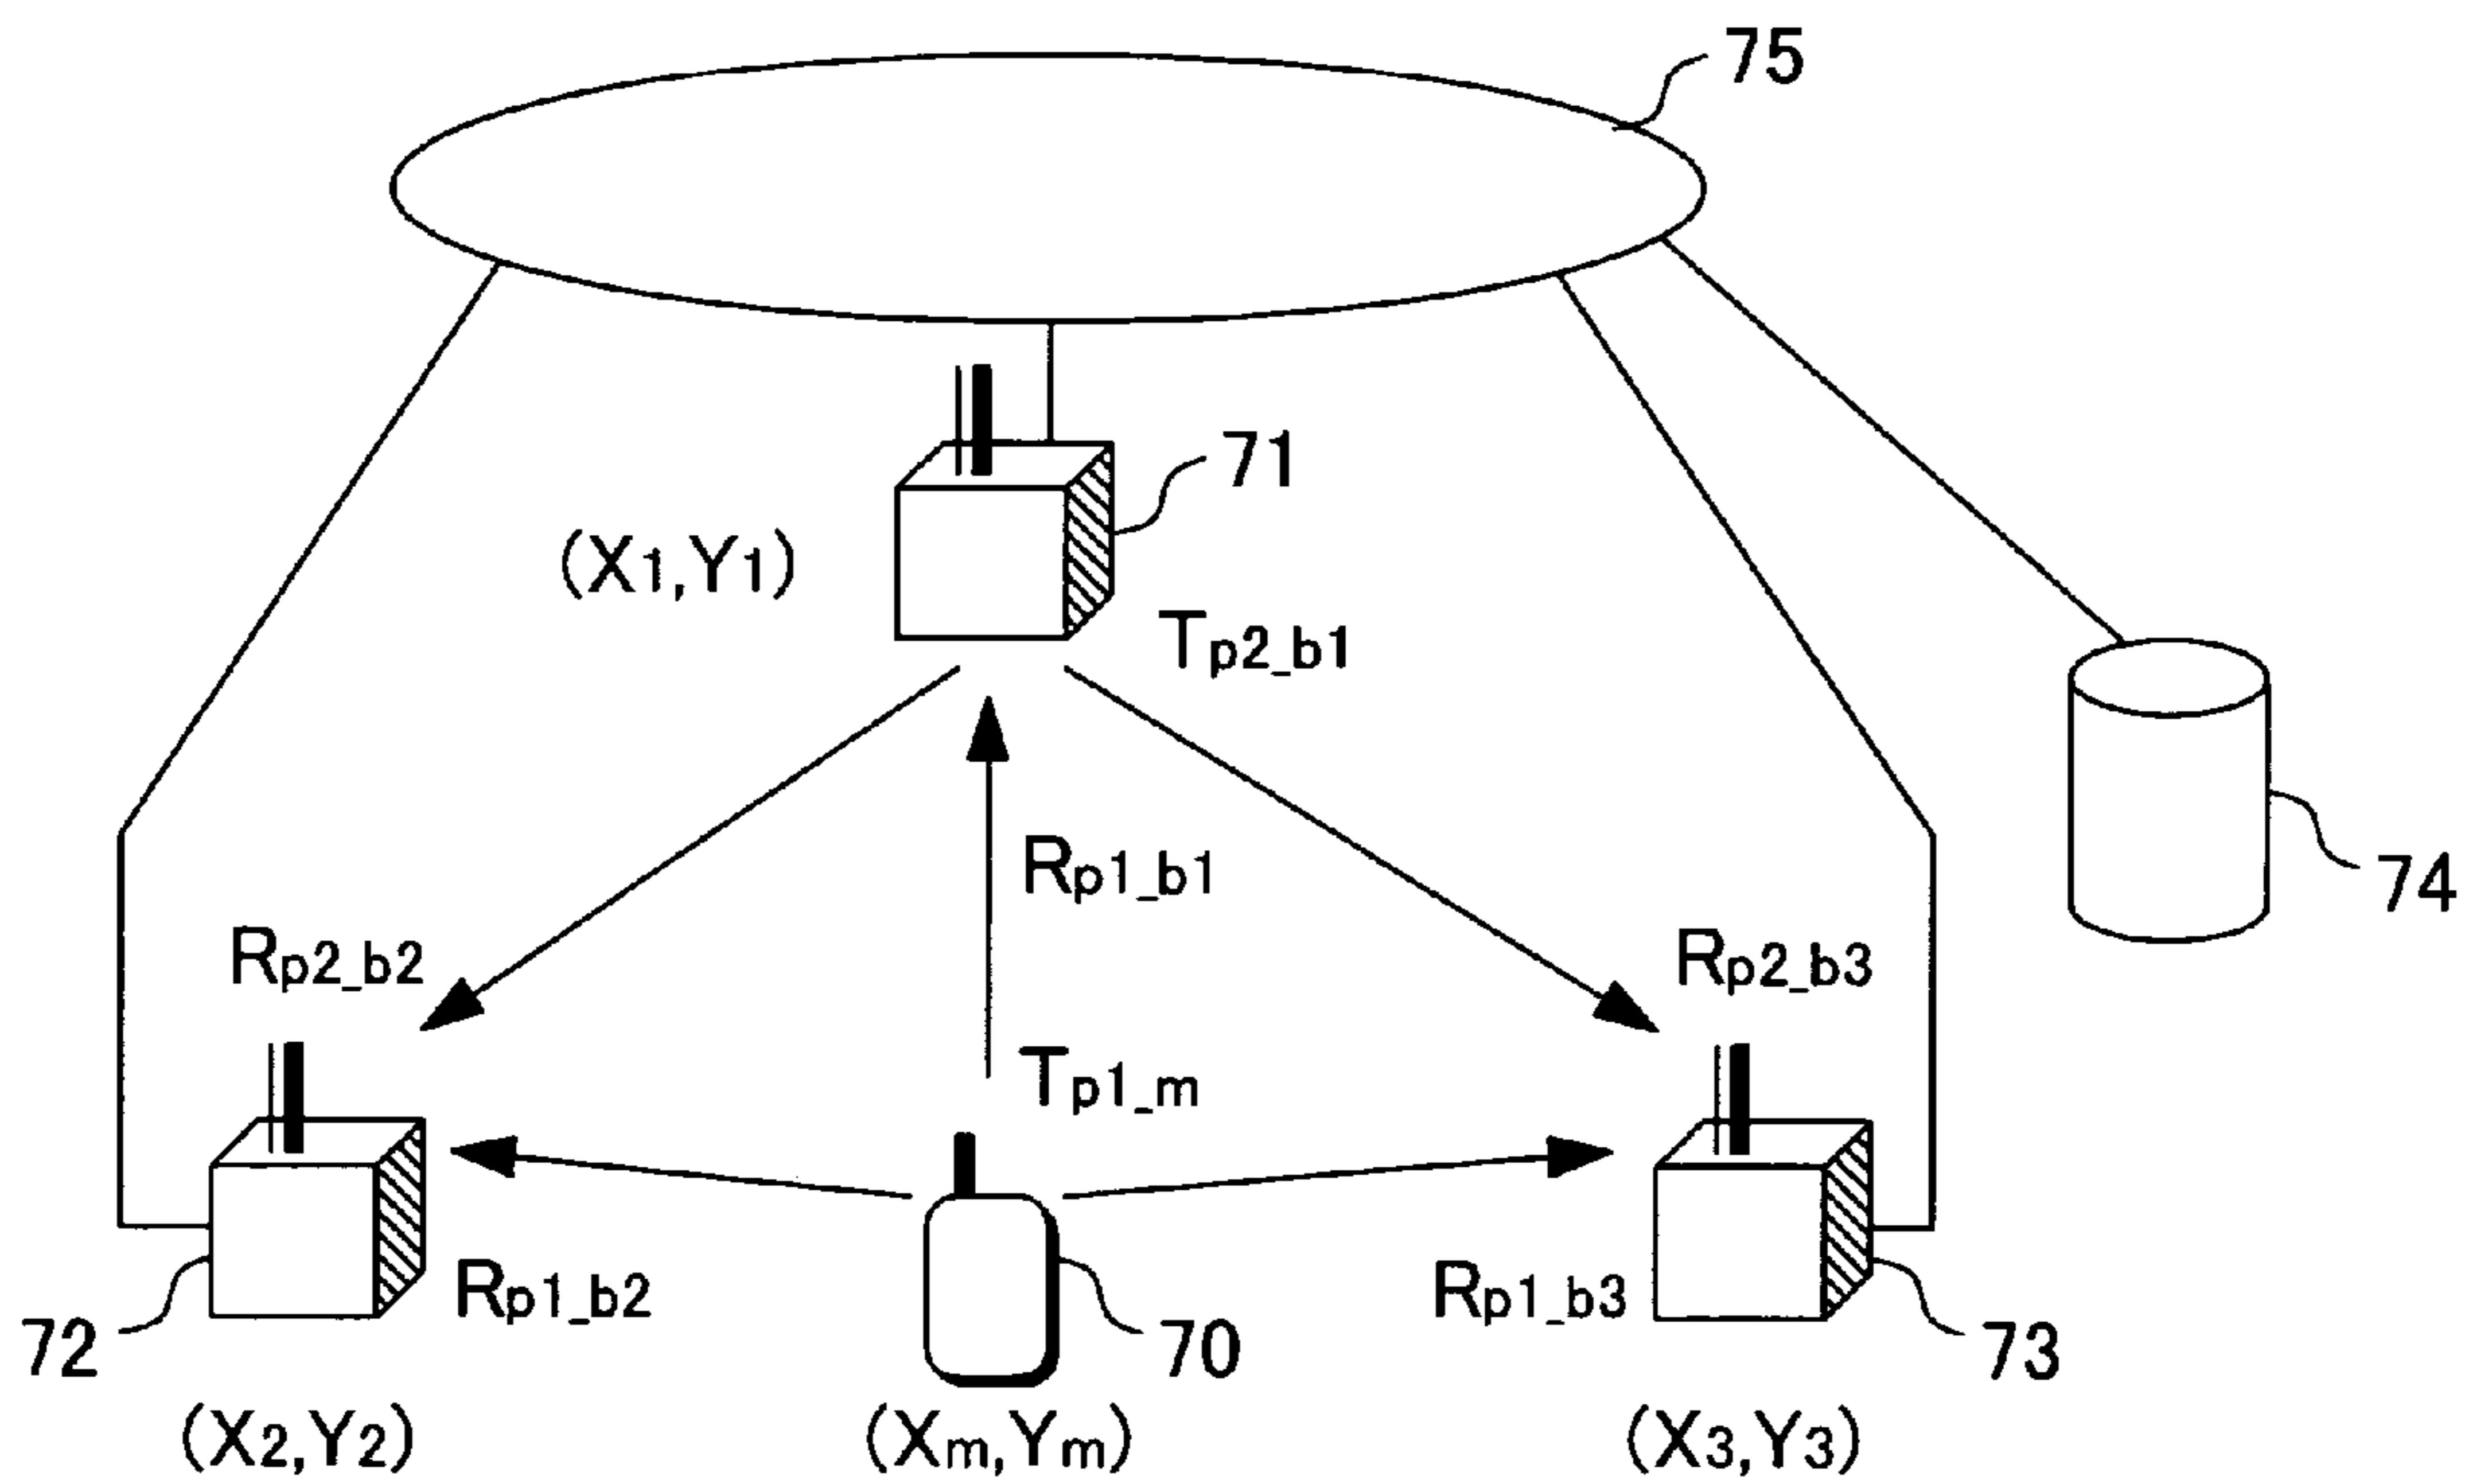 75
71
(X1,Y1)
Tp2_b1
Rp1_b1
74
Rp2_b2
Rp2_b3
Tp1_m
Rp1_b2
Rp1_b3
72
70
73
(X2,Y2)
(Xm,Ym)
(X3,Y3)